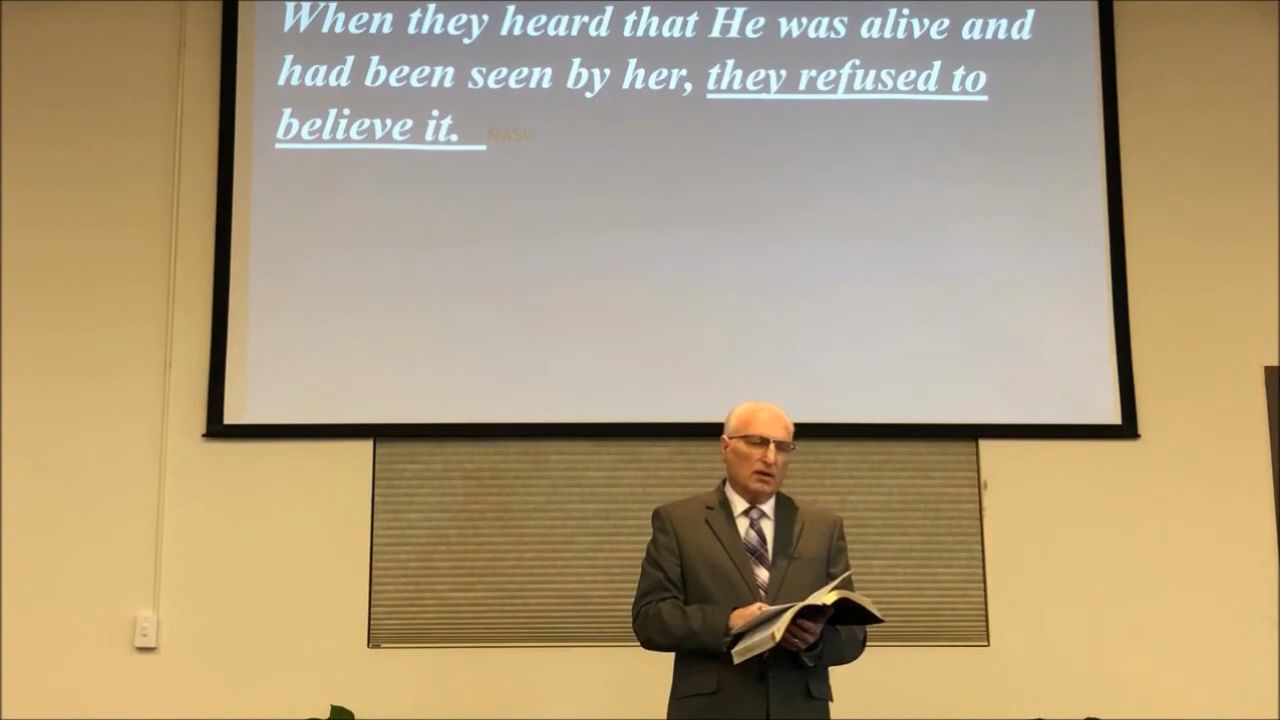 When they heard that He was alive and
had been seen by her, they refused to
believe it. NASU